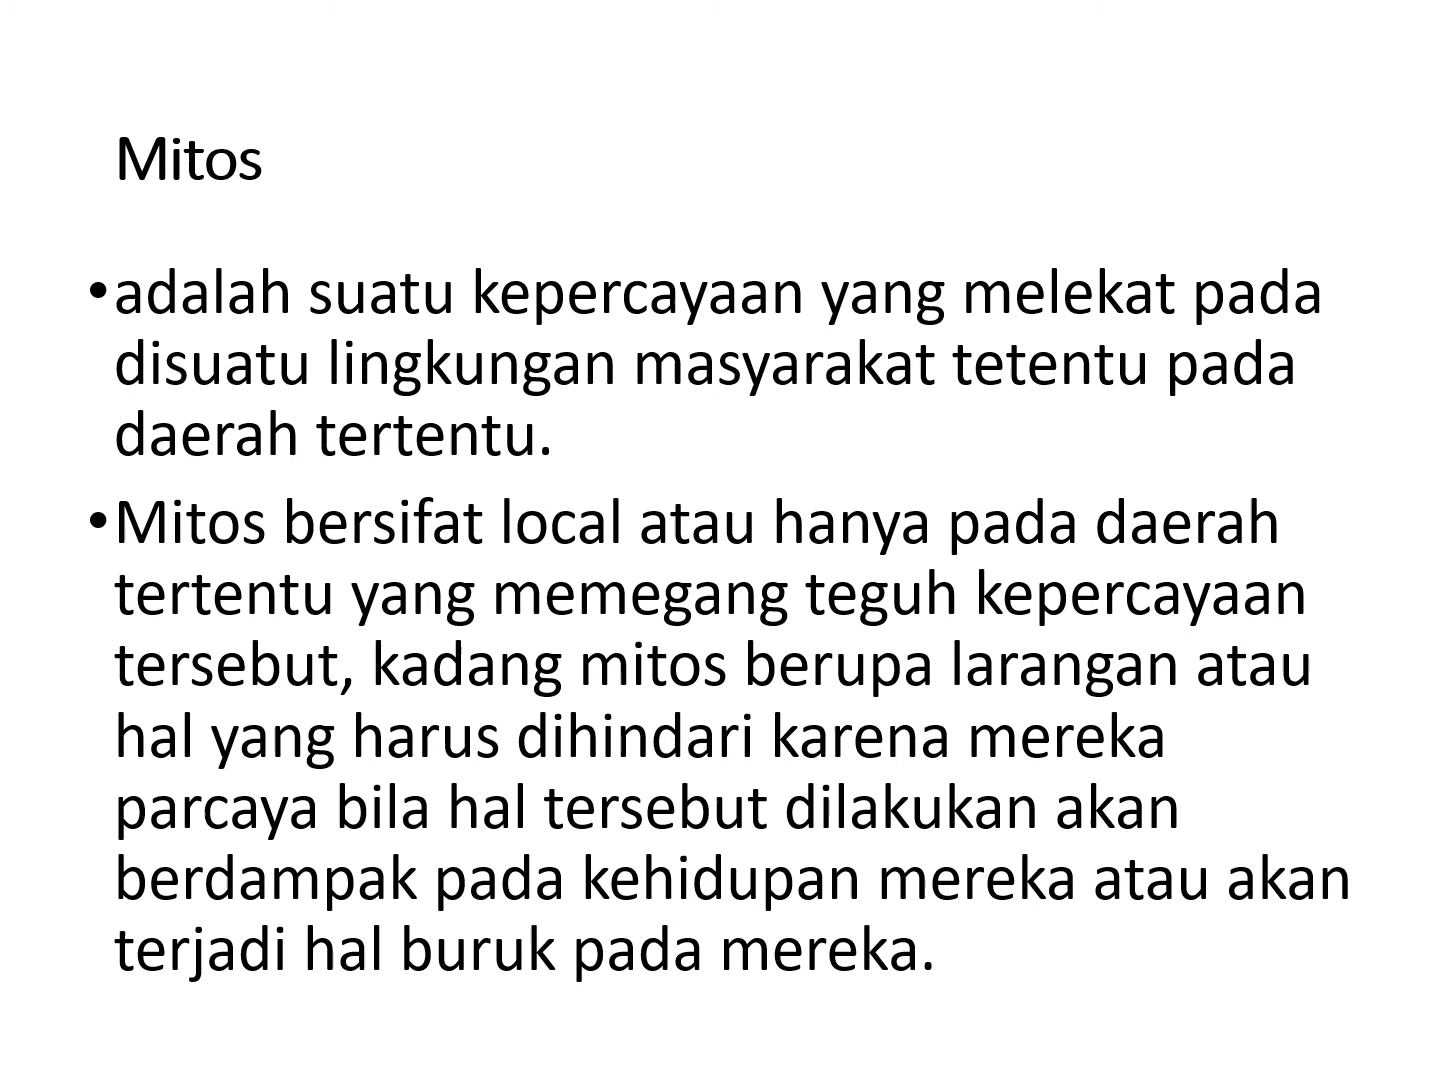 Mitos
•adalah suatu kepercayaan yang melekat pada
disuatu lingkungan masyarakat tetentu pada
daerah tertentu.
•Mitos bersifat local atau hanya pada daerah
tertentu yang memegang teguh kepercayaan
tersebut, kadang mitos berupa larangan atau
hal yang harus dihindari karena mereka
parcaya bila hal tersebut dilakukan akan
berdampak pada kehidupan mereka atau akan
terjadi hal buruk pada mereka.